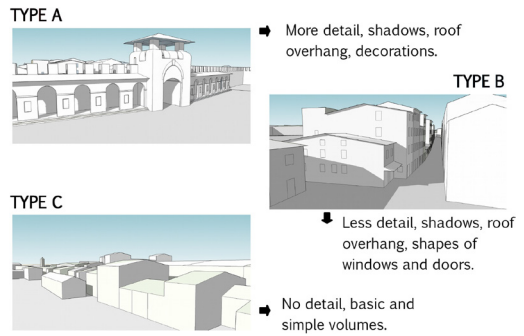 TYPE A
More detail, shadows, roof
overhang, decorations.
TYPE B
Less detail, shadows, roof
overhang, shapes of
windows and doors.
TYPE C
No detail, basic and
simple volumes.